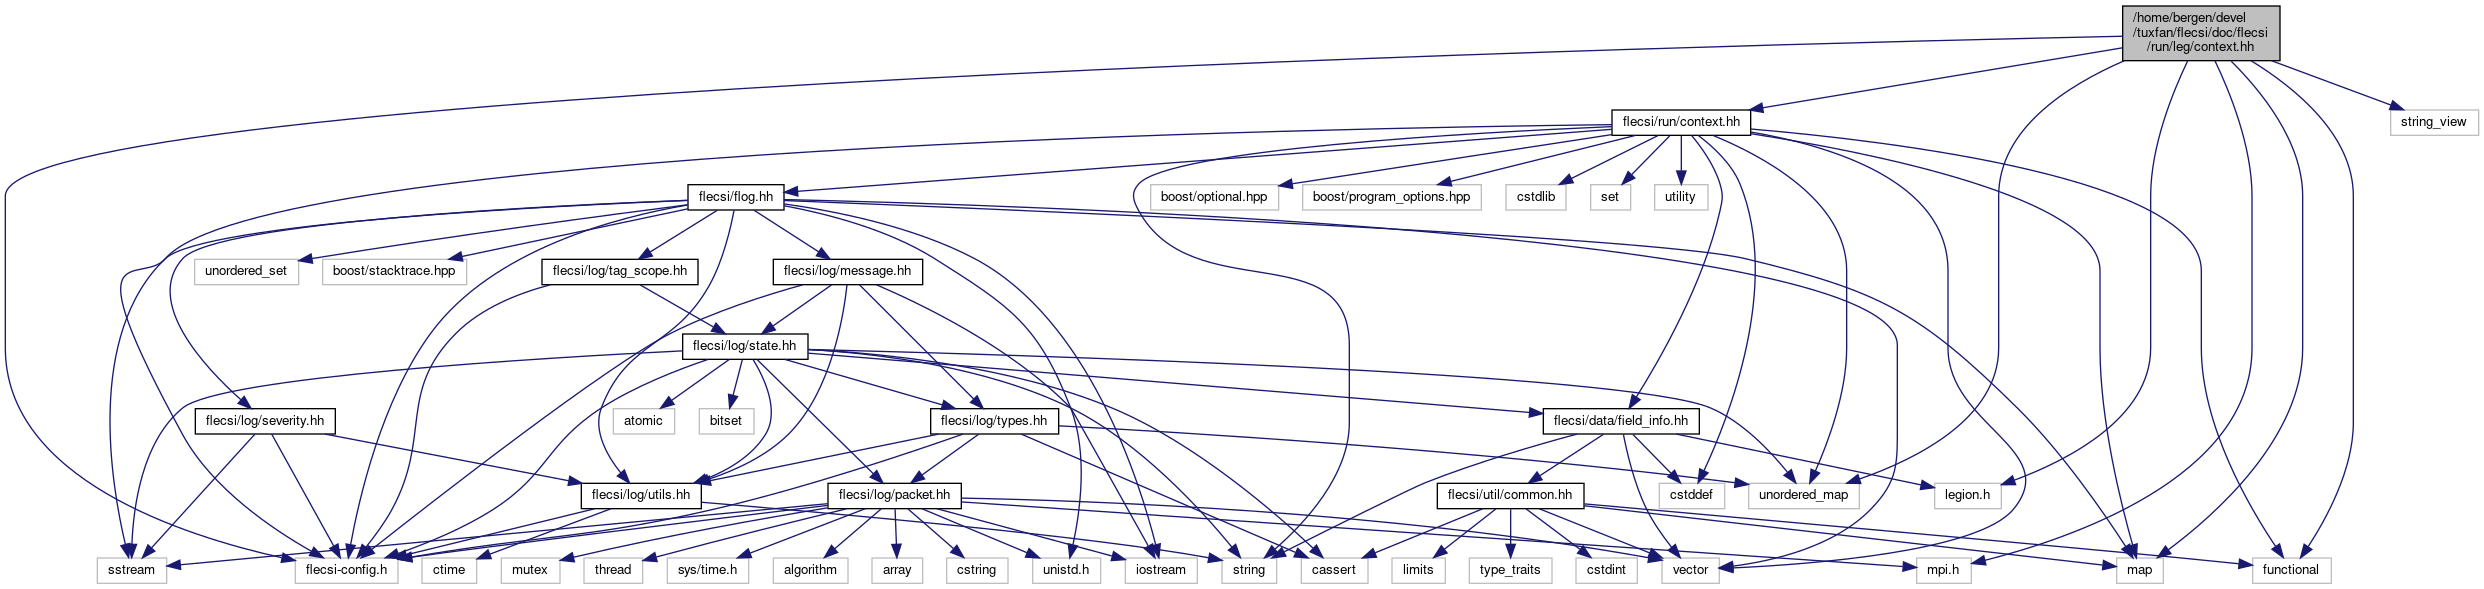 /home/bergen/devel
/tuxfan/flecsi/doc/flecsi
/run/leg/context.hh
flecsi/run/context.hh
string_view
flecsi/flog.hh
boost/optional.hpp
boost/program_options.hpp
cstdlib
set
utility
unordered_set
boost/stacktrace.hpp
flecsi/log/tag_scope.hh
flecsi/log/message.hh
flecsi/log/state.hh
flecsi/log/severity.hh
atomic
bitset
flecsi/log/types.hh
flecsi/data/field_info.hh
flecsi/log/utils.hh
flecsi/log/packet.hh
flecsi/util/common.hh
cstddef
unordered_map
legion.h
sstream
flecsi-config.h
ctime
mutex
thread
sys/time.h
algorithm
array
cstring
unistd.h
iostream
string
cassert
limits
type_traits
cstdint
vector
mpi.h
map
functional